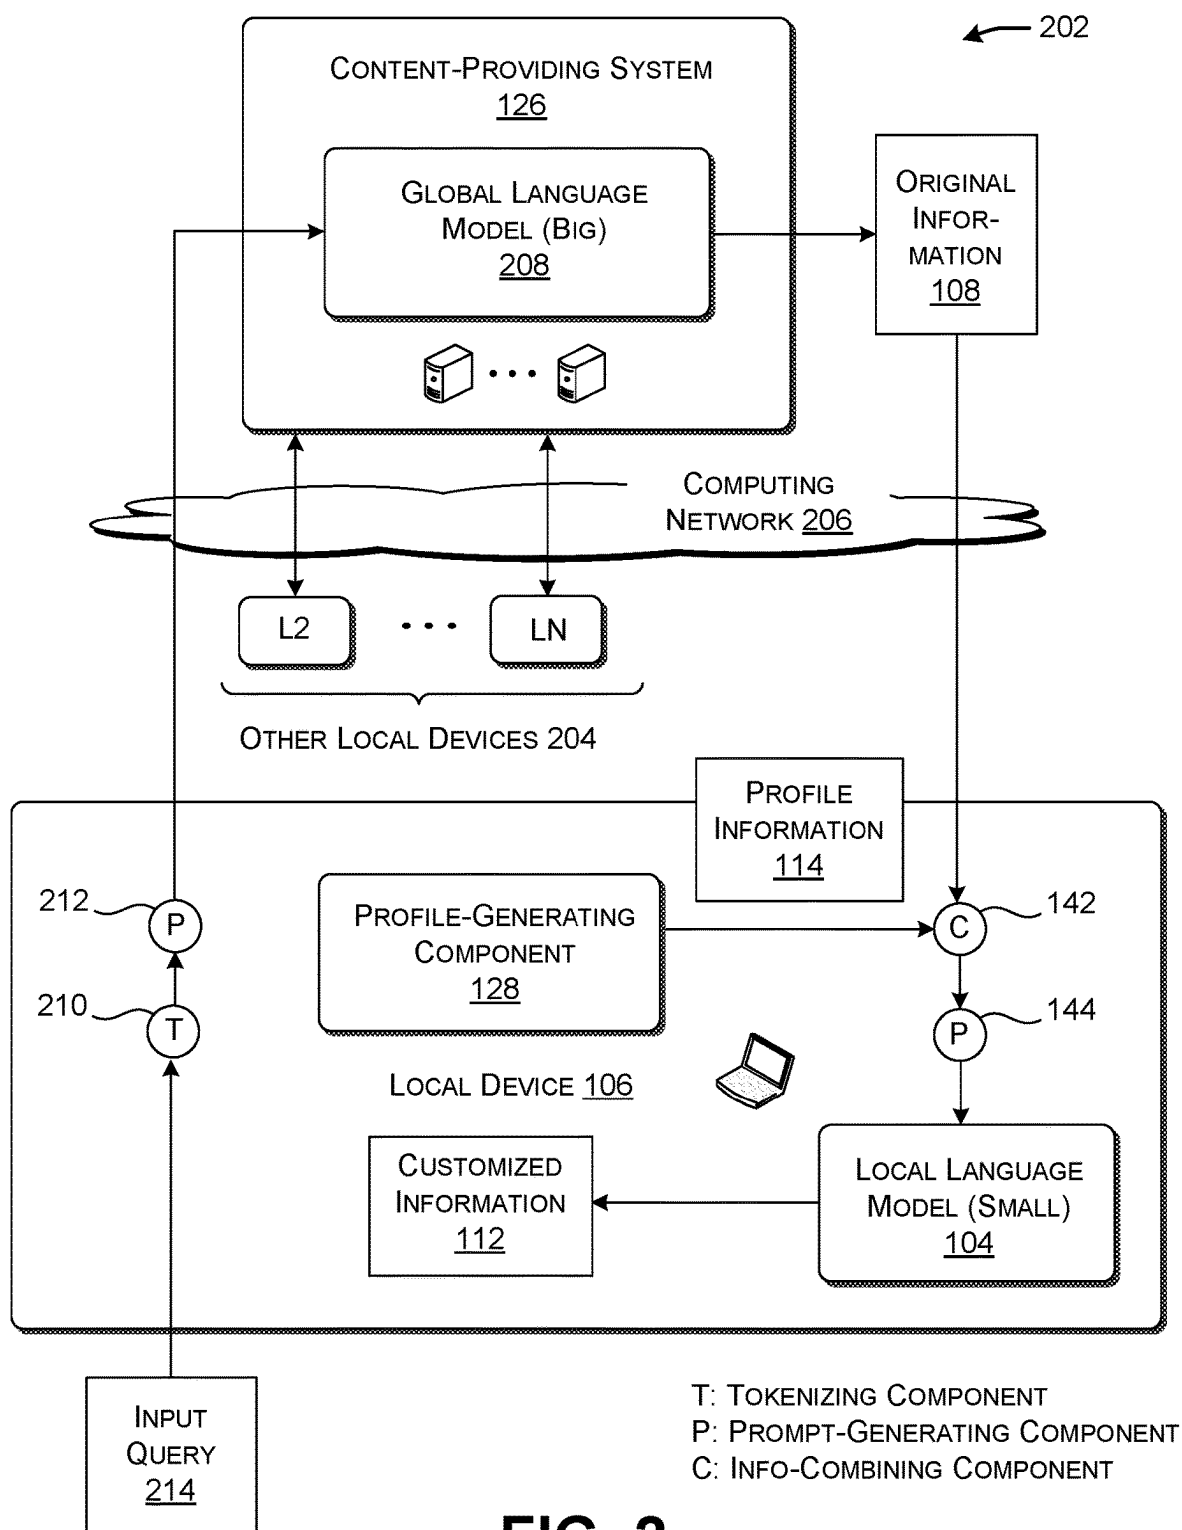 202
CONTENT-PROVIDING SYSTEM
126
GLOBAL LANGUAGE
MODEL (BIG)
208
ORIGINAL
INFOR-
MATION
108
COMPUTING
NETWORK 206
L2
LN
OTHER LOCAL DEVICES 204
PROFILE
INFORMATION
114
212
P
PROFILE-GENERATING
COMPONENT
128
C
142
210
T
P
144
LOCAL DEVICE 106
CUSTOMIZED
INFORMATION
112
LOCAL LANGUAGE
MODEL (SMALL)
104
INPUT
QUERY
214
T: TOKENIZING COMPONENT
P: PROMPT-GENERATING COMPONENT
C: INFO-COMBINING COMPONENT